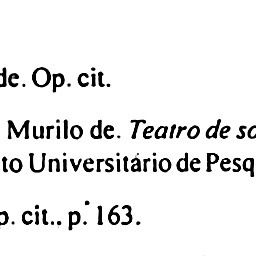 de. Op. cit.
Murilo de. Teatro de so
to Universitário de Pesq
p. cit., p. 163.